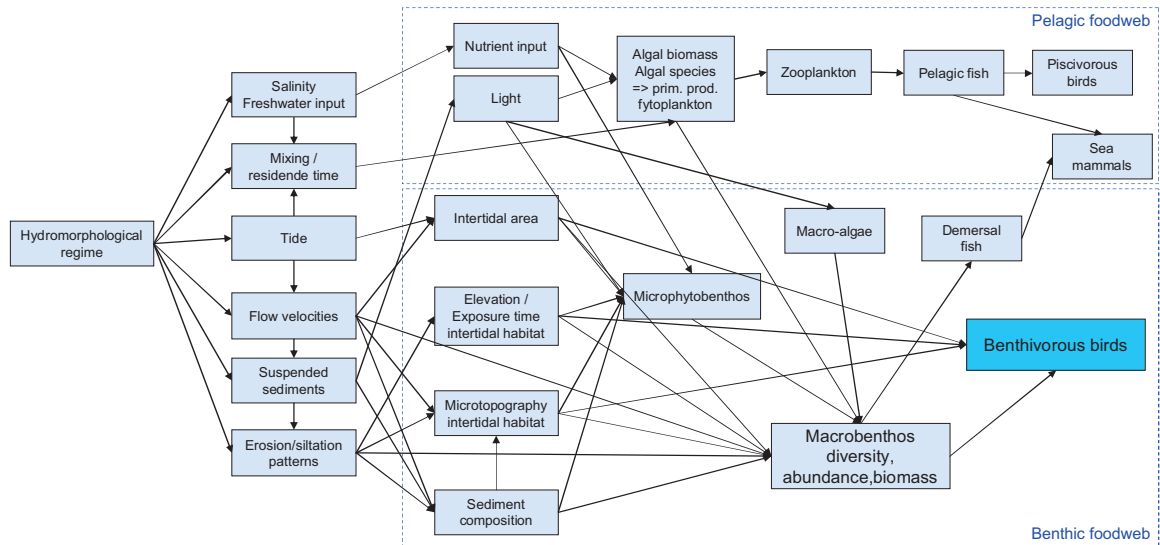 Pelagic foodweb
Nutrient input
Algal biomass
Algal species
=> prim. prod.
fytoplankton
Zooplankton
Pelagic fish
Piscivorous
birds
Salinity
Freshwater input
Light
Mixing /
residende time
Sea
mammals
Hydromorphological
regime
Tide
Intertidal area
Macro-algae
Demersal
fish
Flow velocities
Elevation /
Exposure time
intertidal habitat
Microphytobenthos
Benthivorous birds
Suspended
sediments
Microtopography
intertidal habitat
Erosion/siltation
patterns
Macrobenthos
diversity,
abundance,biomass
Sediment
composition
Benthic foodweb